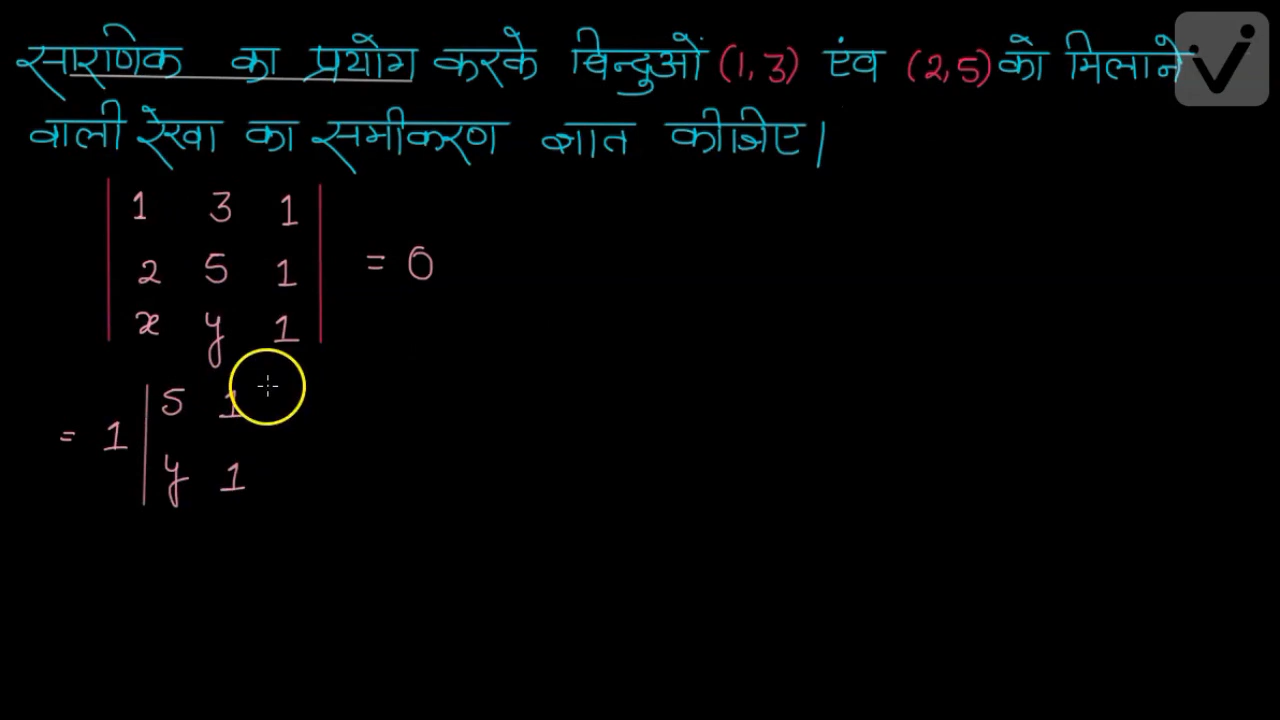 सारणिक का प्रयोग करके बिन्दुओं (1,3) एंव (2,5) को मिलाने
वाली रेखा का समीकरण ज्ञात कीजिए।
1 3 1
2 5 1 = 0
x y 1
= 1 | 5 1
y 1